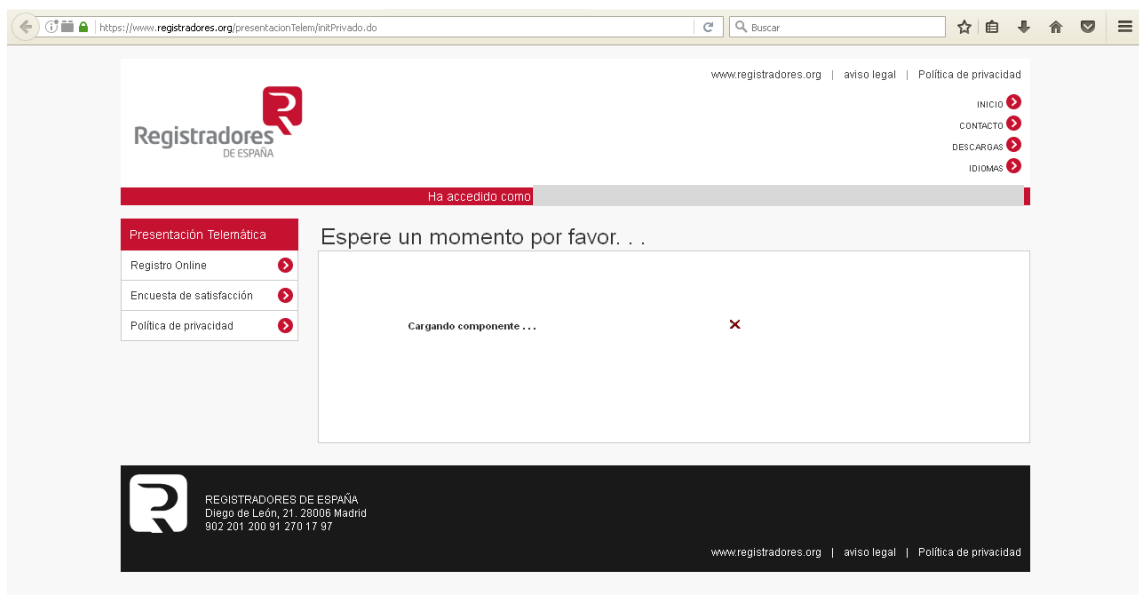 https://www.registradores.org/presentacionTelem/initPrivado.do
Buscar
www.registradores.org | aviso legal | Política de privacidad
INICIO
CONTACTO
DESCARGAS
IDIOMAS
Registradores
DE ESPAÑA
Ha accedido como
Presentación Telemática
Registro Online
Encuesta de satisfacción
Política de privacidad
Espere un momento por favor. . .
Cargando componente . . .
REGISTRADORES DE ESPAÑA
Diego de León, 21. 28006 Madrid
902 201 200 91 270 17 97
www.registradores.org | aviso legal | Política de privacidad